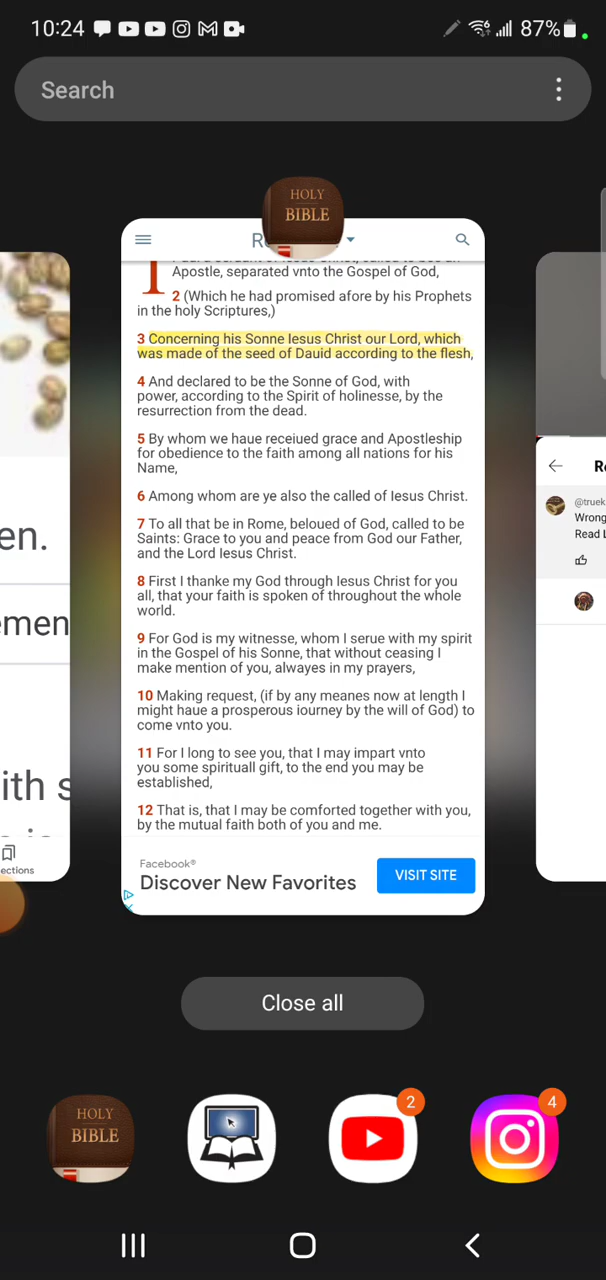 10:24
87%
Search
HOLY
BIBLE
Apostle, separated vnto the Gospel of God,
2 (Which he had promised afore by his Prophets
in the holy Scriptures,)
3 Concerning his Sonne Iesus Christ our Lord, which
was made of the seed of Dauid according to the flesh,
4 And declared to be the Sonne of God, with
power, according to the Spirit of holinesse, by the
resurrection from the dead.
5 By whom we haue receiued grace and Apostleship
for obedience to the faith among all nations for his
Name,
6 Among whom are ye also the called of Iesus Christ.
7 To all that be in Rome, beloued of God, called to be
Saints: Grace to you and peace from God our Father,
and the Lord Iesus Christ.
8 First I thanke my God through Iesus Christ for you
all, that your faith is spoken of throughout the whole
world.
9 For God is my witnesse, whom I serue with my spirit
in the Gospel of his Sonne, that without ceasing I
make mention of you, alwayes in my prayers,
10 Making request, (if by any meanes now at length I
might haue a prosperous iourney by the will of God) to
come vnto you.
11 For I long to see you, that I may impart vnto
you some spirituall gift, to the end you may be
established,
12 That is, that I may be comforted together with you,
by the mutual faith both of you and me.
Facebook®
Discover New Favorites
VISIT SITE
en.
emen
ith s
ections
R
@truek
Wrong
Read L
Close all
HOLY
BIBLE
2
4